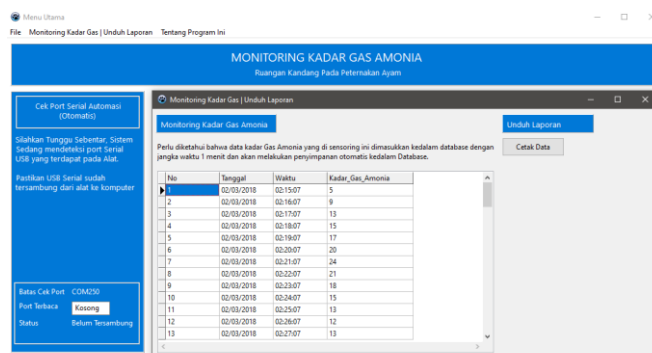 Menu Utama
File Monitoring Kadar Gas | Unduh Laporan Tentang Program Ini
MONITORING KADAR GAS AMONIA
Ruangan Kandang Pada Peternakan Ayam
Cek Port Serial Automasi
(Otomatis)
Silahkan Tunggu Sebentar, Sistem
Sedang mendeteksi port Serial
USB yang terdapat pada Alat.
Pastikan USB Serial sudah
tersambung dari alat ke komputer
Batas Cek Port COM250
Port Terbaca Kosong
Status Belum Tersambung
Monitoring Kadar Gas | Unduh Laporan
Monitoring Kadar Gas Amonia
Unduh Laporan
Perlu diketahui bahwa data kadar Gas Amonia yang di sensoring ini dimasukkan kedalam database dengan
jangka waktu 1 menit dan akan melakukan penyimpanan otomatis kedalam Database.
Cetak Data
No Tanggal Waktu Kadar_Gas_Amonia
1 02/03/2018 02:15:07 5
2 02/03/2018 02:16:07 9
3 02/03/2018 02:17:07 13
4 02/03/2018 02:18:07 15
5 02/03/2018 02:19:07 17
6 02/03/2018 02:20:07 20
7 02/03/2018 02:21:07 24
8 02/03/2018 02:22:07 21
9 02/03/2018 02:23:07 18
10 02/03/2018 02:24:07 15
11 02/03/2018 02:25:07 13
12 02/03/2018 02:26:07 12
13 02/03/2018 02:27:07 13